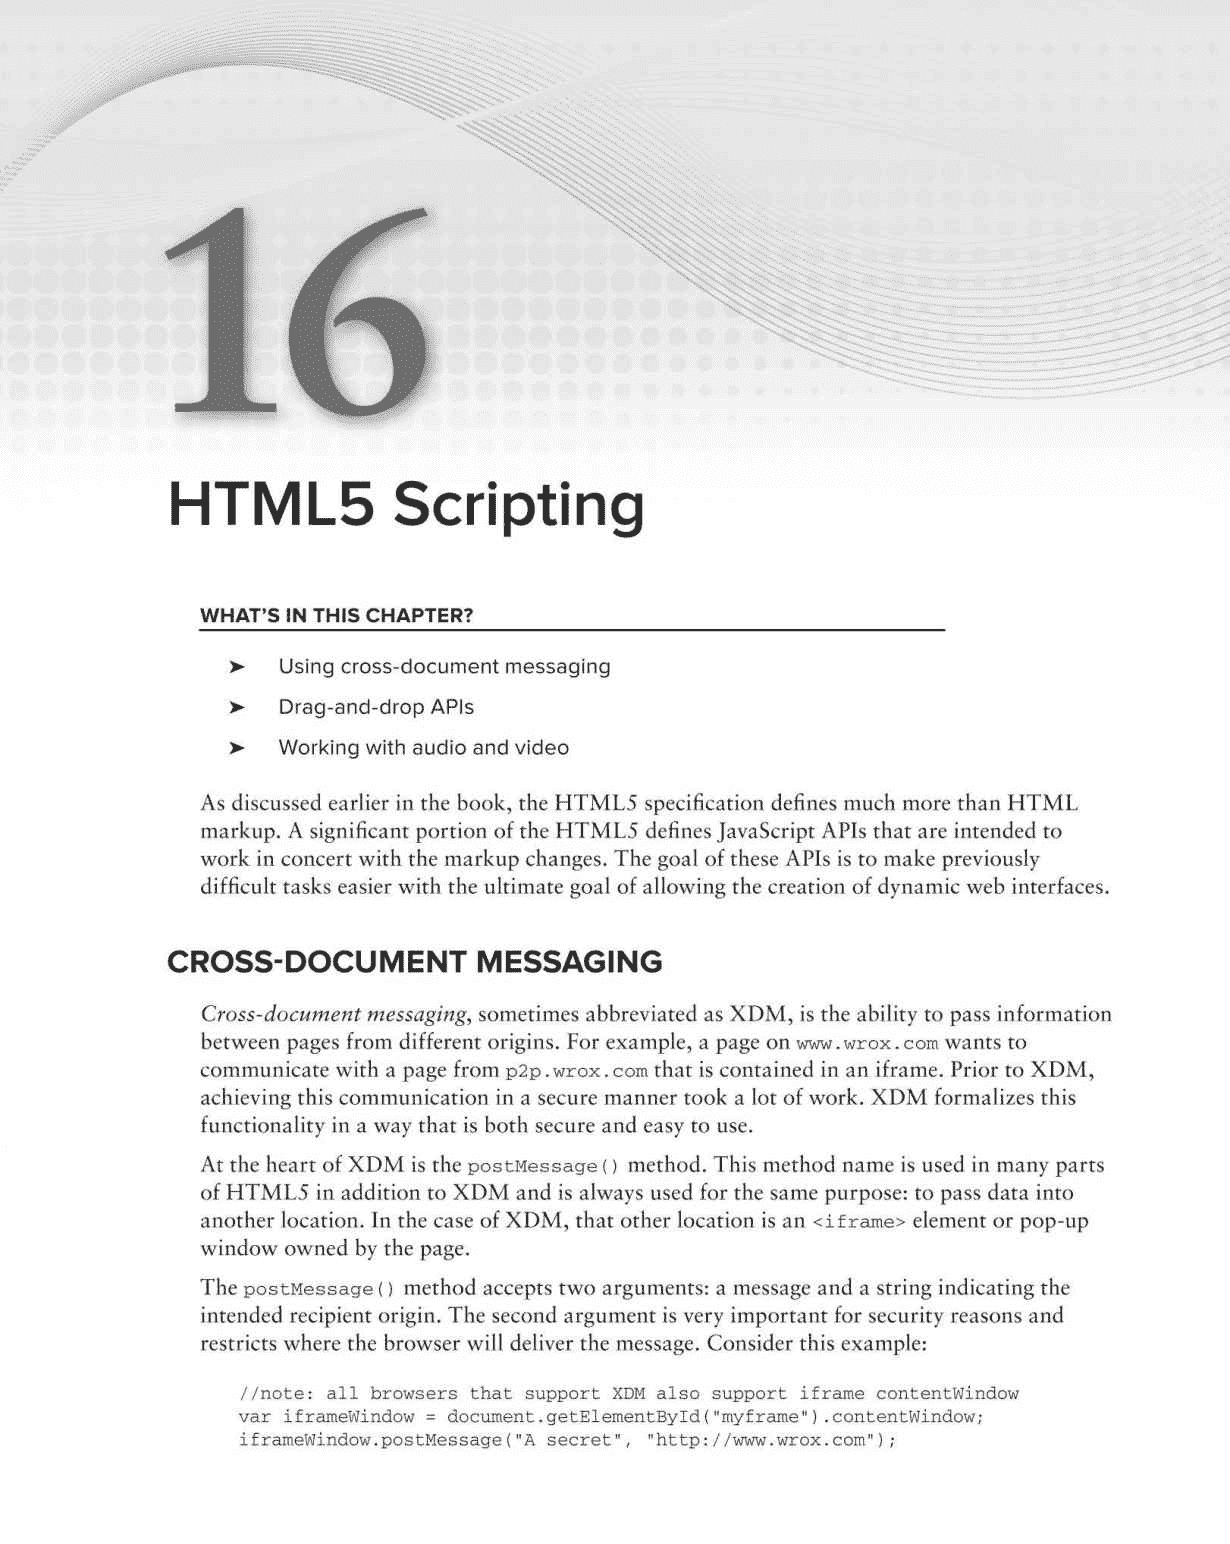 16
HTML5 Scripting
WHAT'S IN THIS CHAPTER?
➤ Using cross-document messaging
➤ Drag-and-drop APIs
➤ Working with audio and video
As discussed earlier in the book, the HTML5 specification defines much more than HTML
markup. A significant portion of the HTML5 defines JavaScript APIs that are intended to
work in concert with the markup changes. The goal of these APIs is to make previously
difficult tasks easier with the ultimate goal of allowing the creation of dynamic web interfaces.
CROSS-DOCUMENT MESSAGING
Cross-document messaging, sometimes abbreviated as XDM, is the ability to pass information
between pages from different origins. For example, a page on www.wrox.com wants to
communicate with a page from p2p.wrox.com that is contained in an iframe. Prior to XDM,
achieving this communication in a secure manner took a lot of work. XDM formalizes this
functionality in a way that is both secure and easy to use.
At the heart of XDM is the postMessage() method. This method name is used in many parts
of HTML5 in addition to XDM and is always used for the same purpose: to pass data into
another location. In the case of XDM, that other location is an <iframe> element or pop-up
window owned by the page.
The postMessage() method accepts two arguments: a message and a string indicating the
intended recipient origin. The second argument is very important for security reasons and
restricts where the browser will deliver the message. Consider this example:
//note: all browsers that support XDM also support iframe contentWindow
var iframeWindow = document.getElementById("myframe").contentWindow;
iframeWindow.postMessage("A secret", "http://www.wrox.com");